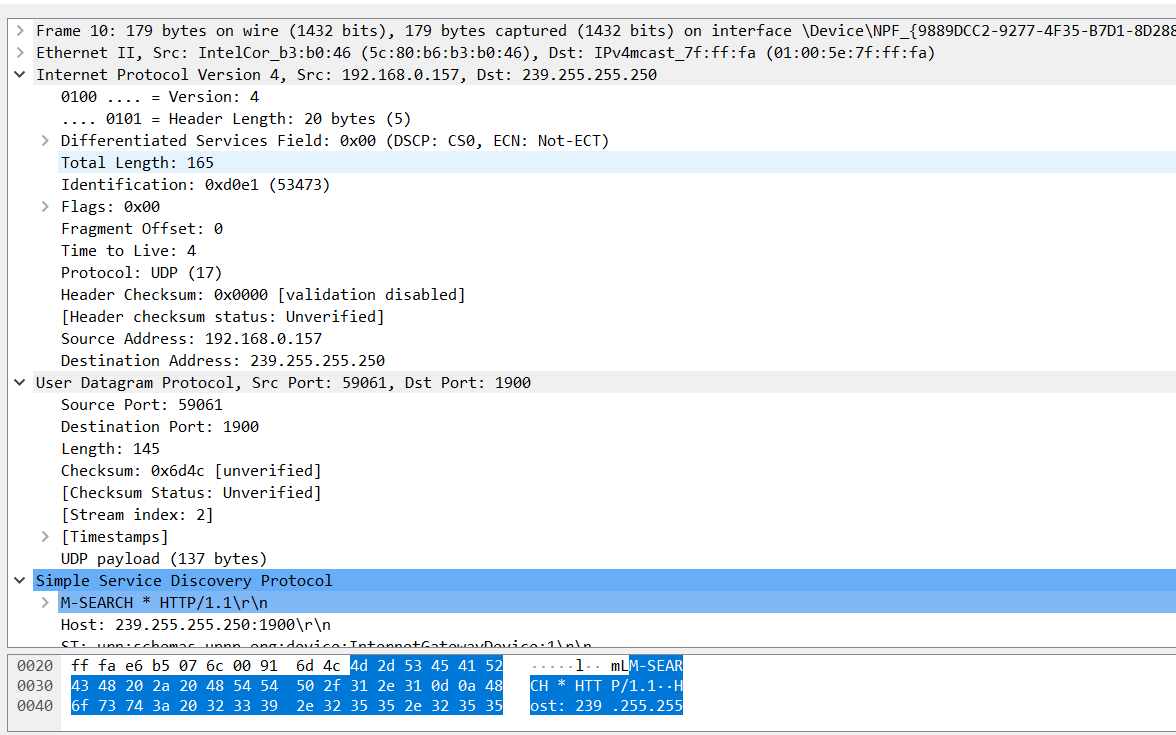 Frame 10: 179 bytes on wire (1432 bits), 179 bytes captured (1432 bits) on interface \Device\NPF_{9889DCC2-9277-4F35-B7D1-8D288
Ethernet II, Src: IntelCor_b3:b0:46 (5c:80:b6:b3:b0:46), Dst: IPv4mcast_7f:ff:fa (01:00:5e:7f:ff:fa)
Internet Protocol Version 4, Src: 192.168.0.157, Dst: 239.255.255.250
0100 .... = Version: 4
.... 0101 = Header Length: 20 bytes (5)
Differentiated Services Field: 0x00 (DSCP: CS0, ECN: Not-ECT)
Total Length: 165
Identification: 0xd0e1 (53473)
Flags: 0x00
Fragment Offset: 0
Time to Live: 4
Protocol: UDP (17)
Header Checksum: 0x0000 [validation disabled]
[Header checksum status: Unverified]
Source Address: 192.168.0.157
Destination Address: 239.255.255.250
User Datagram Protocol, Src Port: 59061, Dst Port: 1900
Source Port: 59061
Destination Port: 1900
Length: 145
Checksum: 0x6d4c [unverified]
[Checksum Status: Unverified]
[Stream index: 2]
[Timestamps]
UDP payload (137 bytes)
Simple Service Discovery Protocol
M-SEARCH * HTTP/1.1\r\n
Host: 239.255.255.250:1900\r\n
ST: urn:schemas-upnp-org:device:InternetGatewayDevice:1\r\n
0020 ff fa e6 b5 07 6c 00 91 6d 4c 4d 2d 53 45 41 52 ·····l·· mLM-SEAR
0030 43 48 20 2a 20 48 54 54 50 2f 31 2e 31 0d 0a 48 CH * HTT P/1.1··H
0040 6f 73 74 3a 20 32 33 39 2e 32 35 35 2e 32 35 35 ost: 239 .255.255